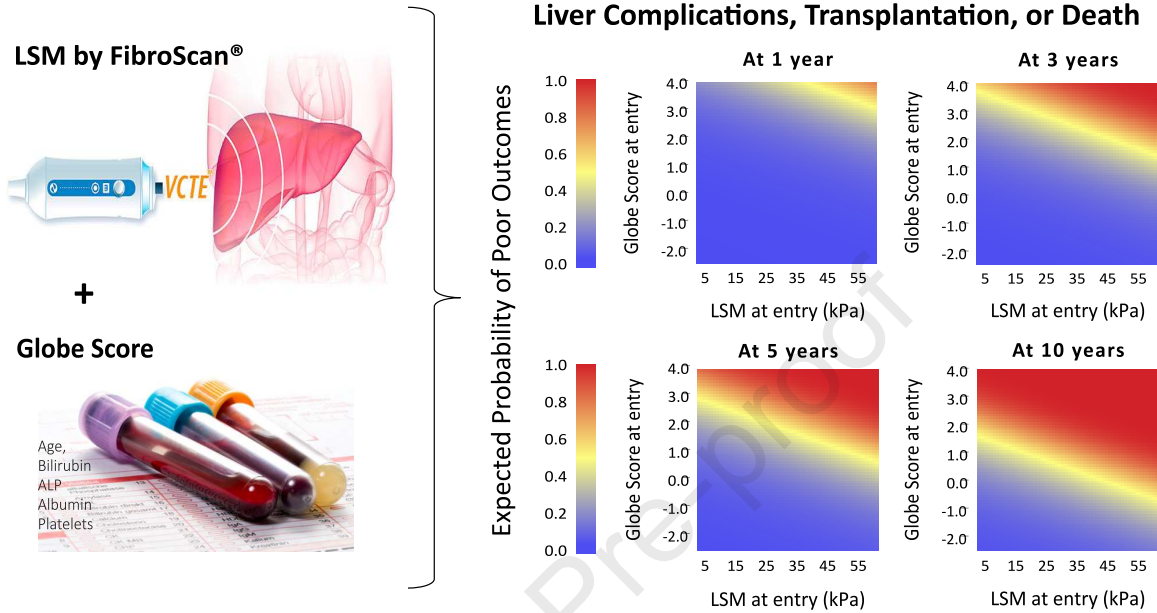 LSM by FibroScan®
VCTE
+
Globe Score
Age,
Bilirubin
ALP
Albumin
Platelets
Liver Complications, Transplantation, or Death
Expected Probability of Poor Outcomes
1.0
0.8
0.6
0.4
0.2
0.0
At 1 year
Globe Score at entry
4.0
3.0
2.0
1.0
0.0
-1.0
-2.0
5 15 25 35 45 55
LSM at entry (kPa)
At 3 years
Globe Score at entry
4.0
3.0
2.0
1.0
0.0
-1.0
-2.0
5 15 25 35 45 55
LSM at entry (kPa)
1.0
0.8
0.6
0.4
0.2
0.0
At 5 years
Globe Score at entry
4.0
3.0
2.0
1.0
0.0
-1.0
-2.0
5 15 25 35 45 55
LSM at entry (kPa)
At 10 years
Globe Score at entry
4.0
3.0
2.0
1.0
0.0
-1.0
-2.0
5 15 25 35 45 55
LSM at entry (kPa)
Pre-proof